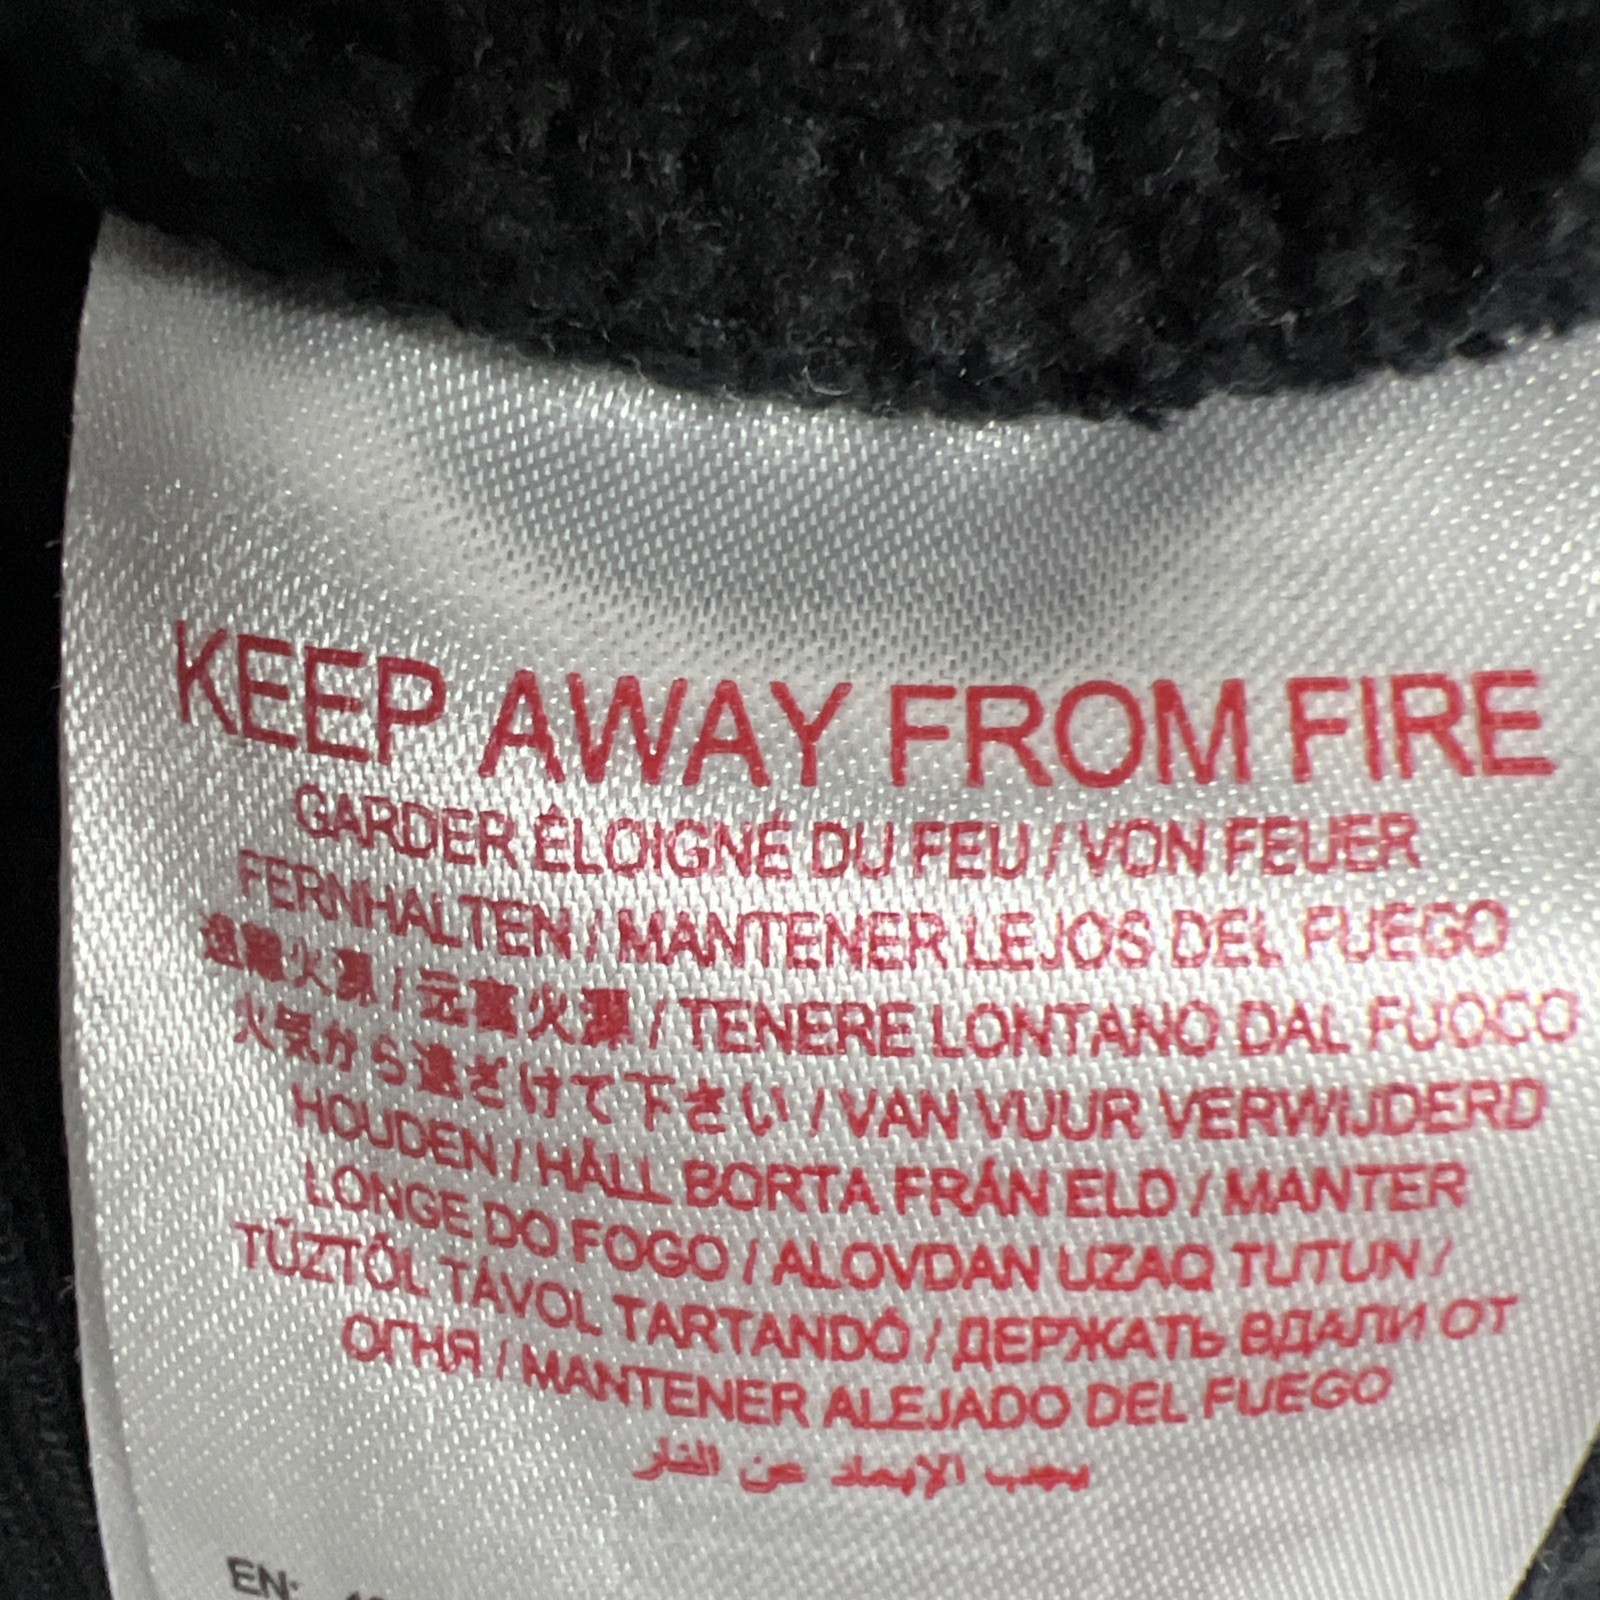 KEEP AWAY FROM FIRE
GARDER ÉLOIGNÉ DU FEU / VON FEUER
FERNHALTEN / MANTENER LEJOS DEL FUEGO
遠離火源 / 元离火源 / TENERE LONTANO DAL FUOCO
火気から遠ざけて下さい / VAN VUUR VERWIJDERD
HOUDEN / HÅLL BORTA FRÅN ELD / MANTER
LONGE DO FOGO / ALOVDAN UZAQ TUTUN /
TŰZTŐL TÁVOL TARTANDÓ / ДЕРЖАТЬ ВДАЛИ ОТ
ОГНЯ / MANTENER ALEJADO DEL FUEGO
يجب الإبعاد عن النار
EN: